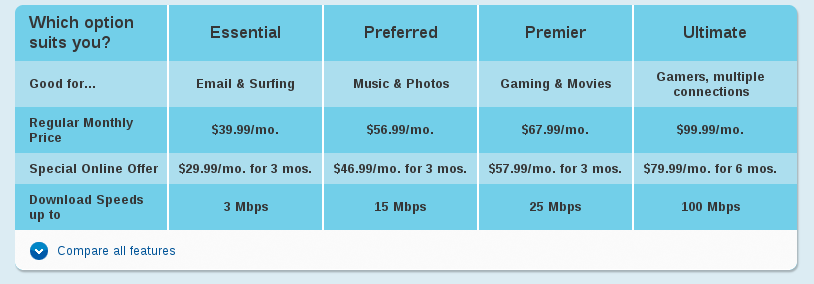 Which option
suits you?
Essential
Preferred
Premier
Ultimate
Good for...
Email & Surfing
Music & Photos
Gaming & Movies
Gamers, multiple
connections
Regular Monthly
Price
$39.99/mo.
$56.99/mo.
$67.99/mo.
$99.99/mo.
Special Online Offer
$29.99/mo. for 3 mos.
$46.99/mo. for 3 mos.
$57.99/mo. for 3 mos.
$79.99/mo. for 6 mos.
Download Speeds
up to
3 Mbps
15 Mbps
25 Mbps
100 Mbps
Compare all features